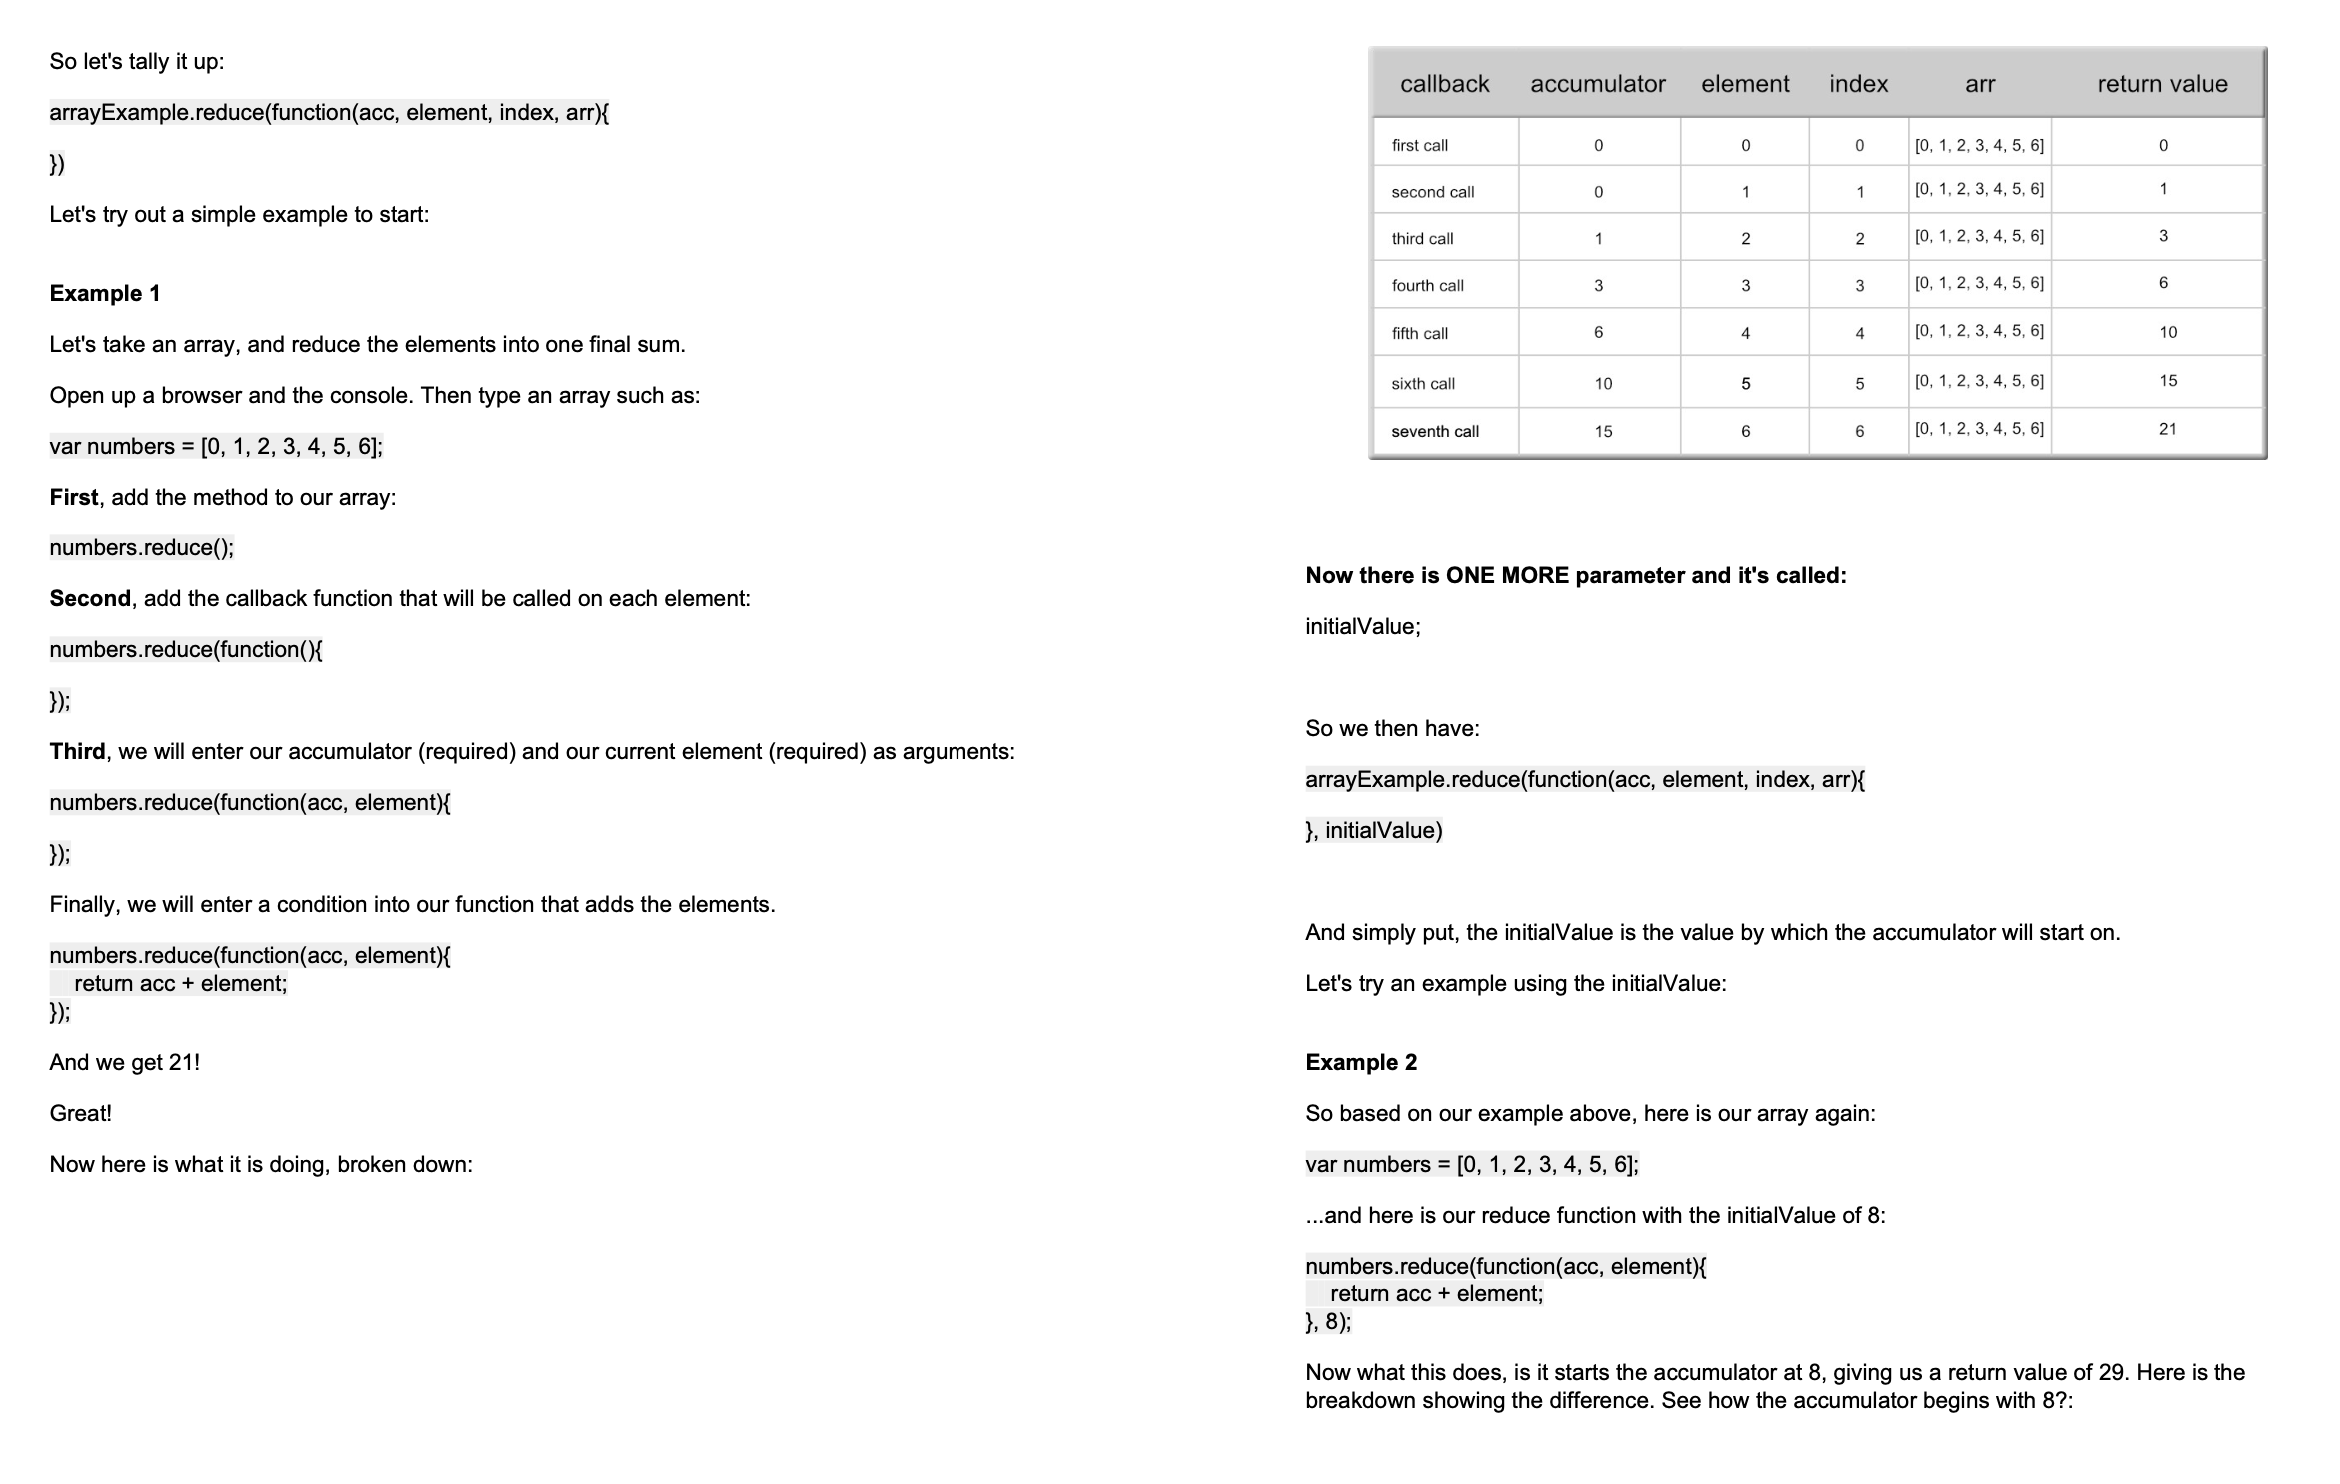 So let's tally it up:
arrayExample.reduce(function(acc, element, index, arr){
})
Let's try out a simple example to start:
Example 1
Let's take an array, and reduce the elements into one final sum.
Open up a browser and the console. Then type an array such as:
var numbers = [0, 1, 2, 3, 4, 5, 6];
First, add the method to our array:
numbers.reduce();
Second, add the callback function that will be called on each element:
numbers.reduce(function(){
});
Third, we will enter our accumulator (required) and our current element (required) as arguments:
numbers.reduce(function(acc, element){
});
Finally, we will enter a condition into our function that adds the elements.
numbers.reduce(function(acc, element){
return acc + element;
});
And we get 21!
Great!
Now here is what it is doing, broken down:
callback accumulator element index arr return value
first call 0 0 0 [0, 1, 2, 3, 4, 5, 6] 0
second call 0 1 1 [0, 1, 2, 3, 4, 5, 6] 1
third call 1 2 2 [0, 1, 2, 3, 4, 5, 6] 3
fourth call 3 3 3 [0, 1, 2, 3, 4, 5, 6] 6
fifth call 6 4 4 [0, 1, 2, 3, 4, 5, 6] 10
sixth call 10 5 5 [0, 1, 2, 3, 4, 5, 6] 15
seventh call 15 6 6 [0, 1, 2, 3, 4, 5, 6] 21
Now there is ONE MORE parameter and it's called:
initialValue;
So we then have:
arrayExample.reduce(function(acc, element, index, arr){
}, initialValue)
And simply put, the initialValue is the value by which the accumulator will start on.
Let's try an example using the initialValue:
Example 2
So based on our example above, here is our array again:
var numbers = [0, 1, 2, 3, 4, 5, 6];
...and here is our reduce function with the initialValue of 8:
numbers.reduce(function(acc, element){
return acc + element;
}, 8);
Now what this does, is it starts the accumulator at 8, giving us a return value of 29. Here is the
breakdown showing the difference. See how the accumulator begins with 8?: